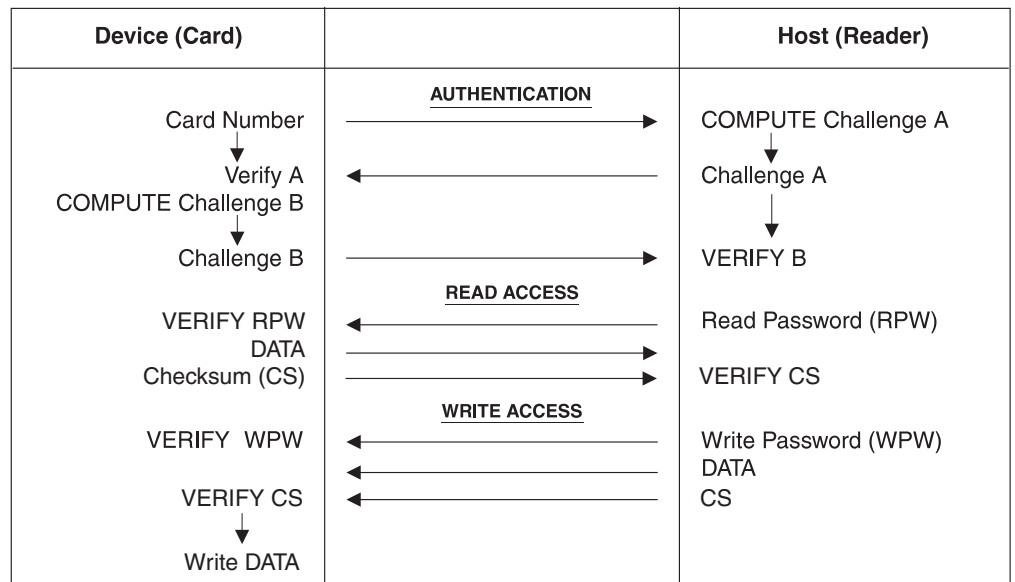 Device (Card) Host (Reader)
AUTHENTICATION
Card Number COMPUTE Challenge A
Verify A Challenge A
COMPUTE Challenge B
Challenge B VERIFY B
READ ACCESS
VERIFY RPW Read Password (RPW)
DATA
Checksum (CS) VERIFY CS
WRITE ACCESS
VERIFY WPW Write Password (WPW)
DATA
VERIFY CS CS
Write DATA